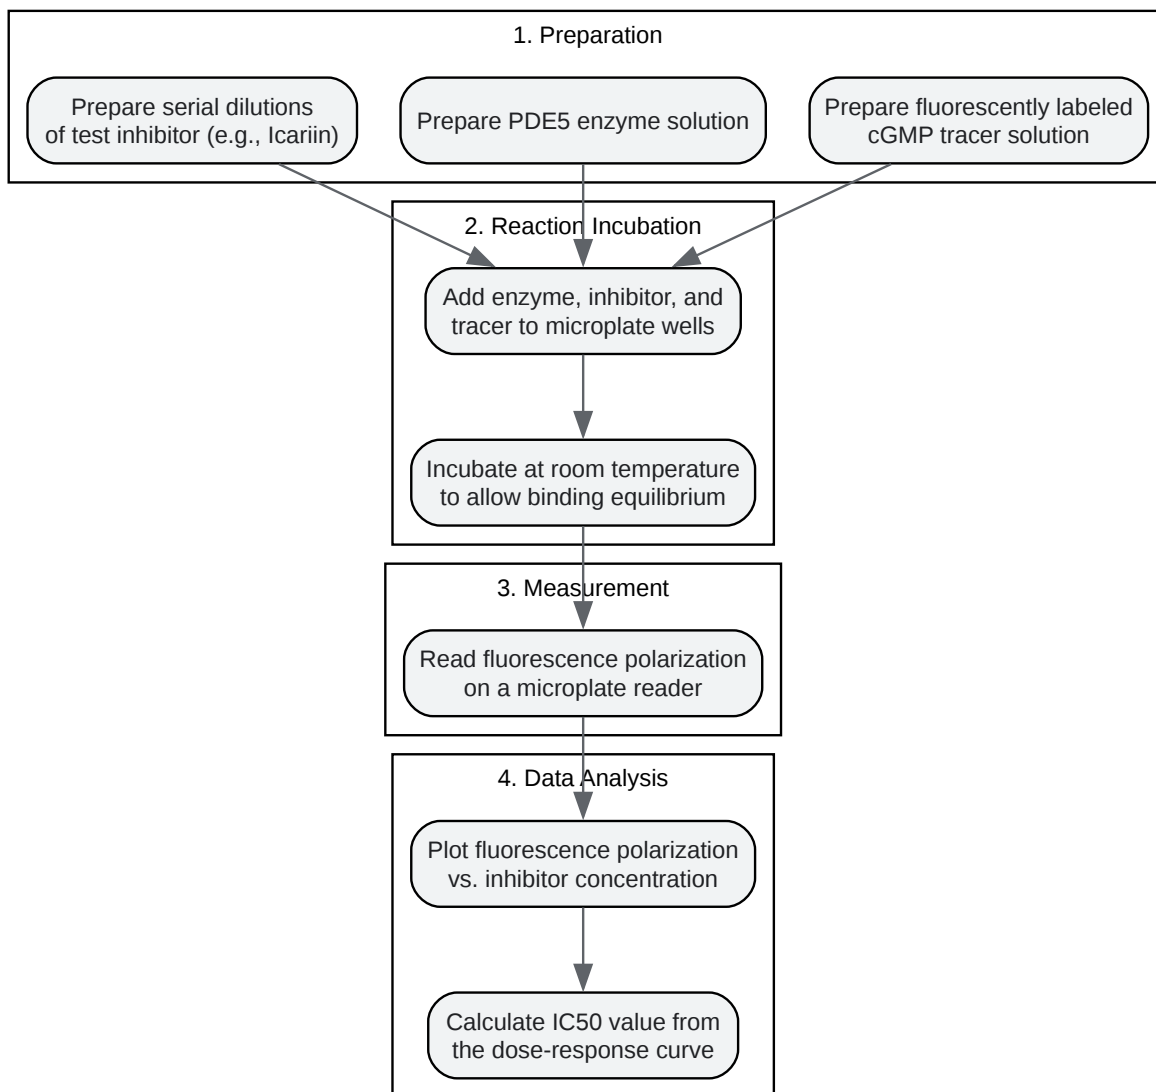 1. Preparation
Prepare serial dilutions
of test inhibitor (e.g., Icariin)
Prepare PDE5 enzyme solution
Prepare fluorescently labeled
cGMP tracer solution
2. Reaction Incubation
Add enzyme, inhibitor, and
tracer to microplate wells
Incubate at room temperature
to allow binding equilibrium
3. Measurement
Read fluorescence polarization
on a microplate reader
4. Data Analysis
Plot fluorescence polarization
vs. inhibitor concentration
Calculate IC50 value from
the dose-response curve